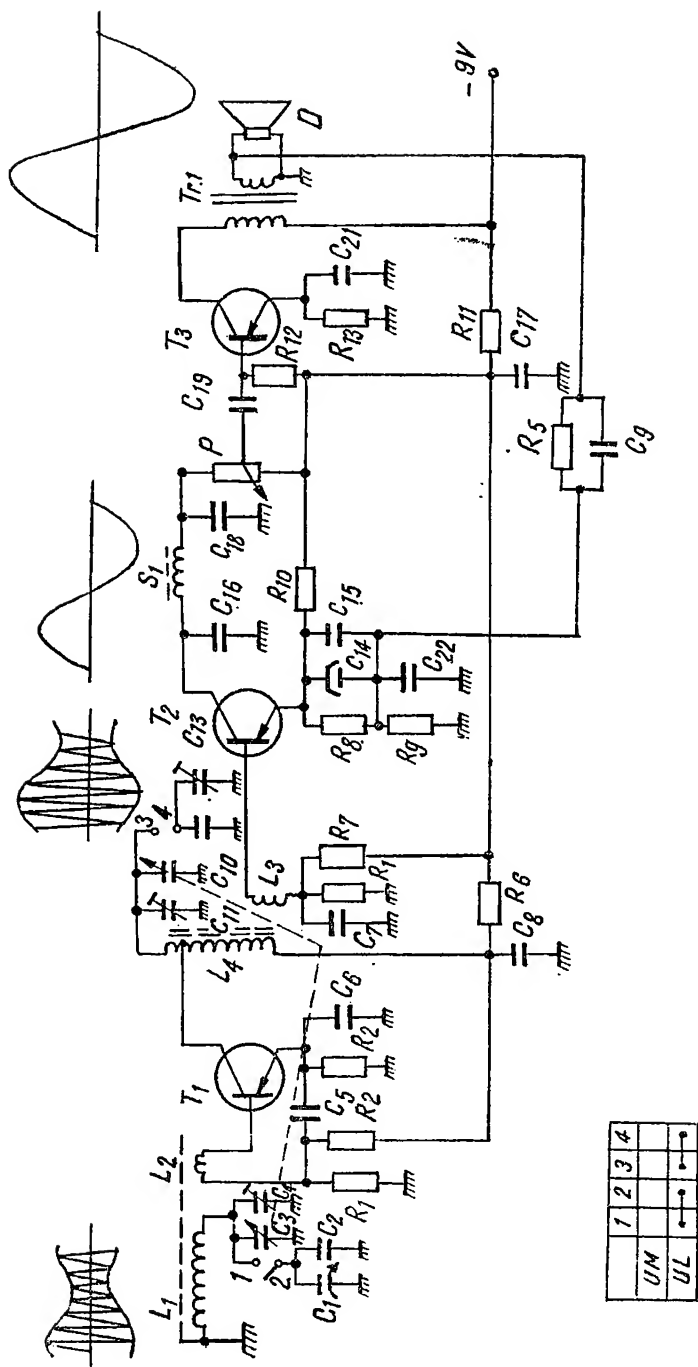 L1
L2
T1
1
2
C1
C2
C3
C4
R1
R2
C5
R2
C6
L4
C11
C10
3
4
C13
L3
C7
R1
R7
C8
R6
T2
C16
S1
C18
P
C19
R8
R9
C14
C15
C22
R10
R12
T3
R13
C21
R11
C17
R5
C9
Tr.1
D
- 9V
1 2 3 4
UM
UL